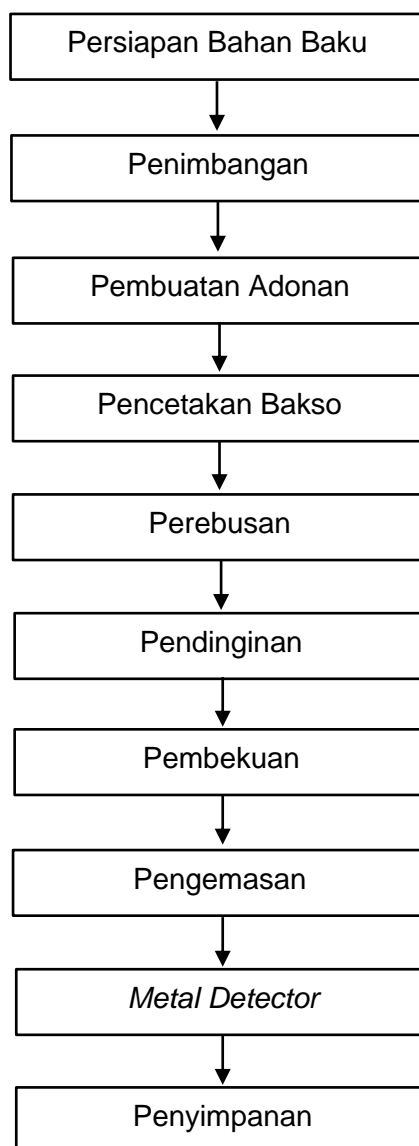 Persiapan Bahan Baku
Penimbangan
Pembuatan Adonan
Pencetakan Bakso
Perebusan
Pendinginan
Pembekuan
Pengemasan
Metal Detector
Penyimpanan